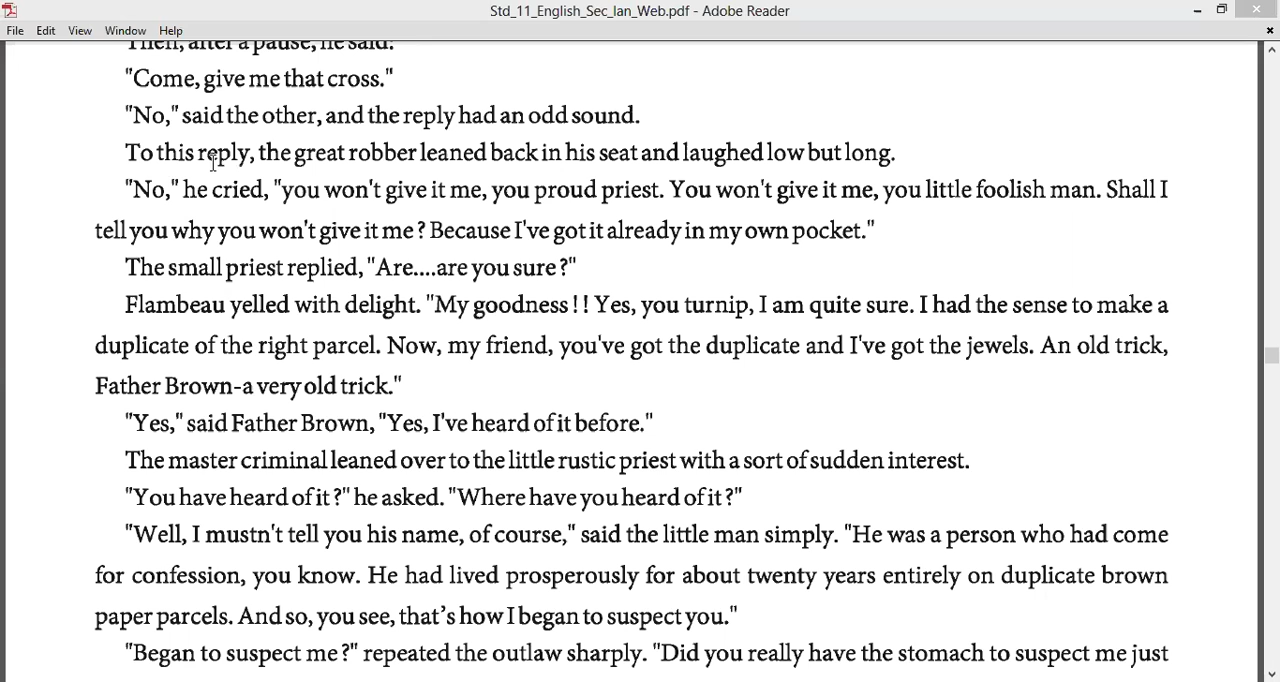 Std_11_English_Sec_lan_Web.pdf - Adobe Reader
File Edit View Window Help
Then, after a pause, he said:
"Come, give me that cross."
"No," said the other, and the reply had an odd sound.
To this reply, the great robber leaned back in his seat and laughed low but long.
"No," he cried, "you won't give it me, you proud priest. You won't give it me, you little foolish man. Shall I
tell you why you won't give it me ? Because I've got it already in my own pocket."
The small priest replied, "Are....are you sure ?"
Flambeau yelled with delight. "My goodness ! ! Yes, you turnip, I am quite sure. I had the sense to make a
duplicate of the right parcel. Now, my friend, you've got the duplicate and I've got the jewels. An old trick,
Father Brown-a very old trick."
"Yes," said Father Brown, "Yes, I've heard of it before."
The master criminal leaned over to the little rustic priest with a sort of sudden interest.
"You have heard of it ?" he asked. "Where have you heard of it ?"
"Well, I mustn't tell you his name, of course," said the little man simply. "He was a person who had come
for confession, you know. He had lived prosperously for about twenty years entirely on duplicate brown
paper parcels. And so, you see, that’s how I began to suspect you."
"Began to suspect me ?" repeated the outlaw sharply. "Did you really have the stomach to suspect me just